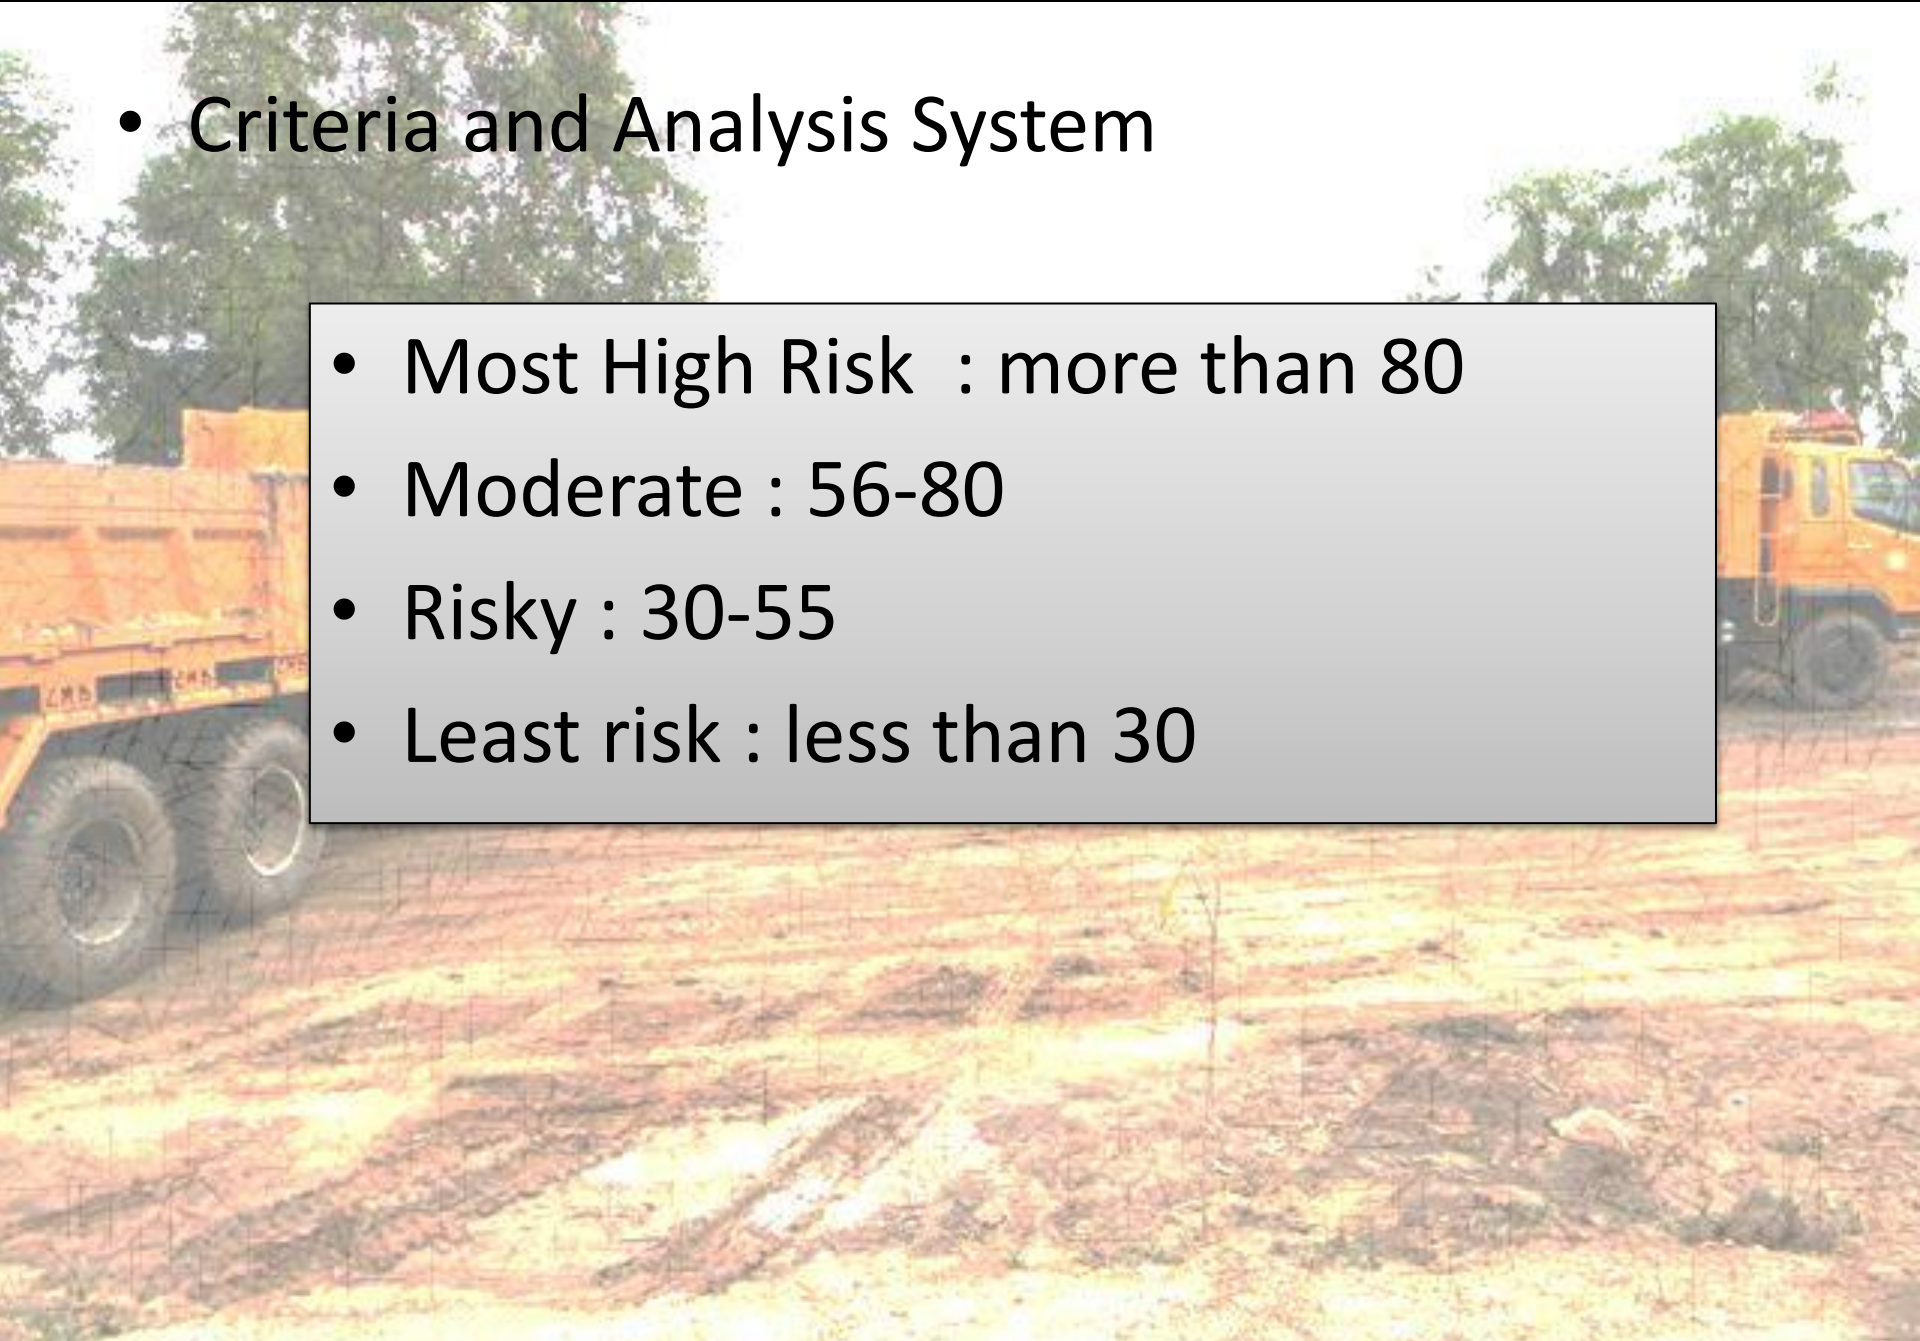 • Criteria and Analysis System
• Most High Risk  : more than 80
• Moderate : 56-80
• Risky : 30-55
• Least risk : less than 30